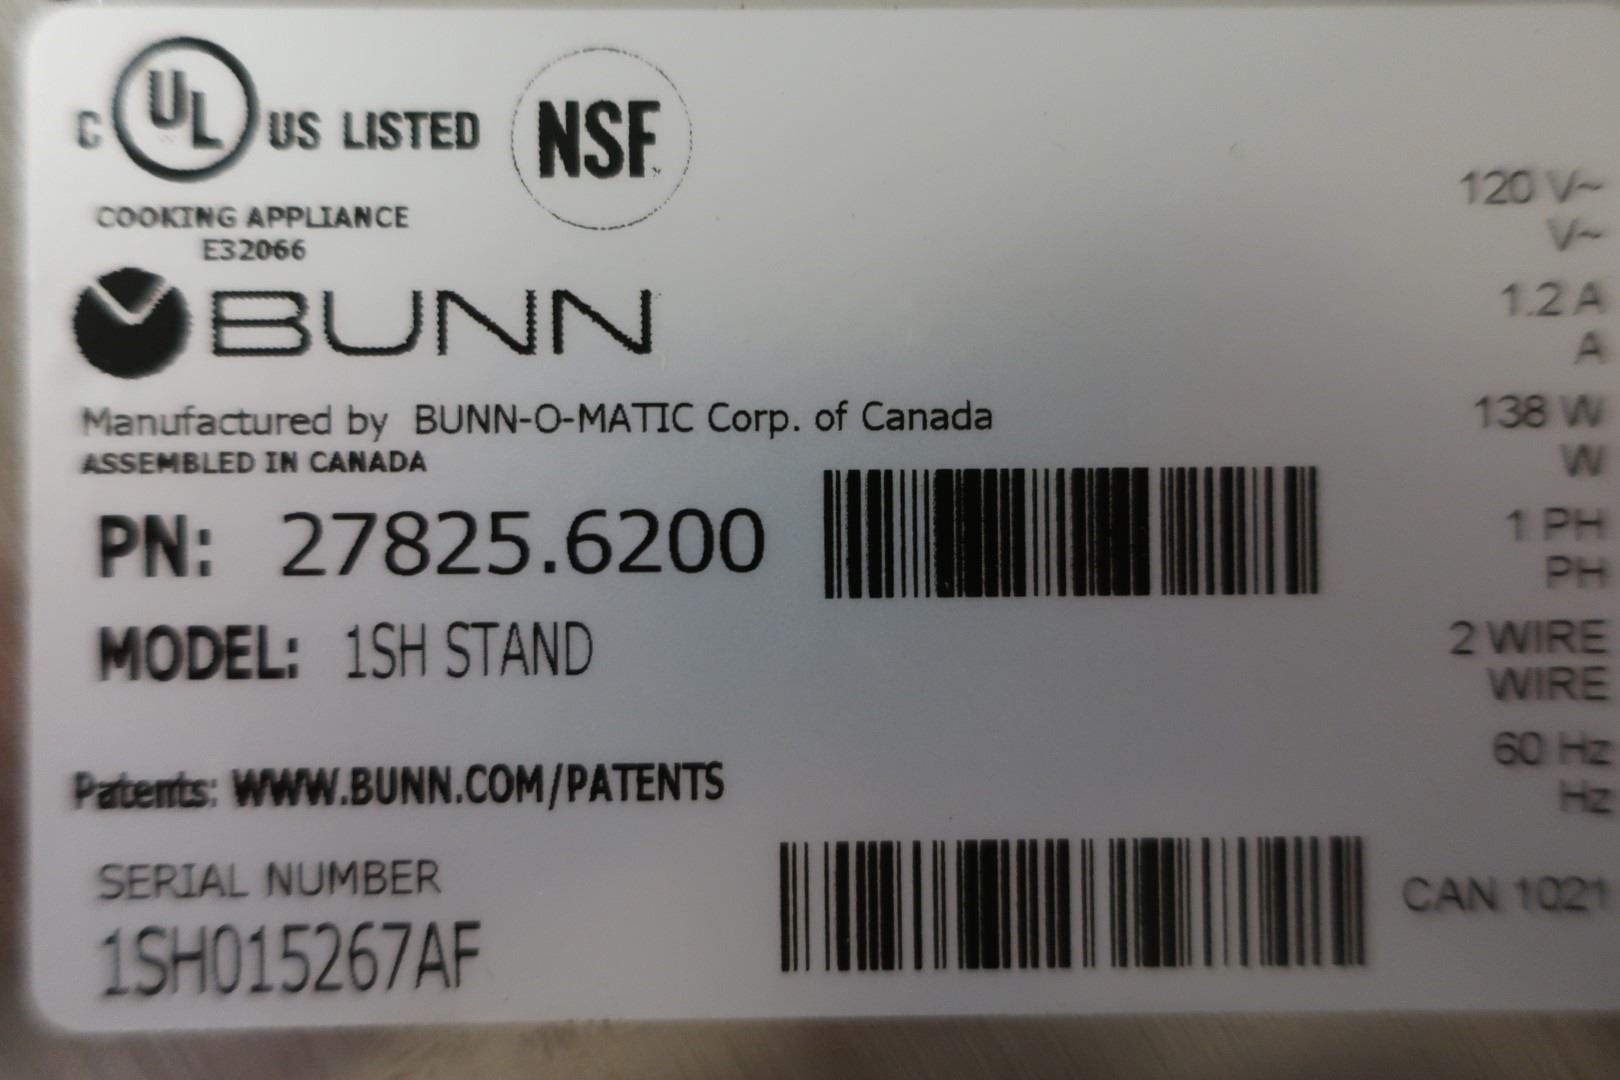 C UL US LISTED
NSF
COOKING APPLIANCE
E32066
BUNN
Manufactured by BUNN-O-MATIC Corp. of Canada
ASSEMBLED IN CANADA
PN: 27825.6200
MODEL: 1SH STAND
Patents: WWW.BUNN.COM/PATENTS
SERIAL NUMBER
1SH015267AF
120 V~
V~
1.2 A
A
138 W
W
1 PH
PH
2 WIRE
WIRE
60 Hz
Hz
CAN 1021